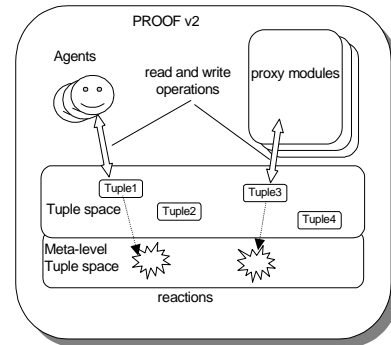 PROOF v2
Agents
read and write
operations
proxy modules
Tuple1
Tuple3
Tuple space
Tuple2
Tuple4
Meta-level
Tuple space
reactions